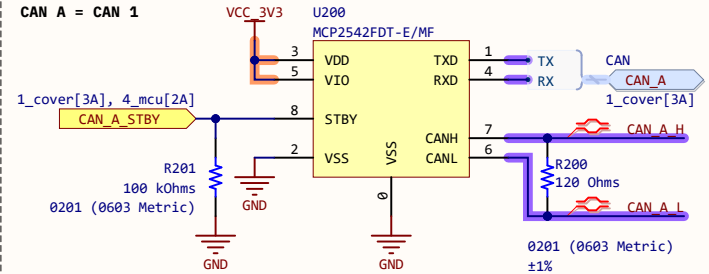 CAN A = CAN 1
VCC_3V3
U200
MCP2542FDT-E/MF
3
VDD
TXD
1
TX
CAN
5
VIO
RXD
4
RX
CAN_A
1_cover[3A], 4_mcu[2A]
1_cover[3A]
CAN_A_STBY
8
STBY
CANH
7
CAN_A_H
2
VSS
VSS
CANL
6
R201
100 kOhms
0201 (0603 Metric)
R200
120 Ohms
GND
0
CAN_A_L
0201 (0603 Metric)
±1%
GND
GND